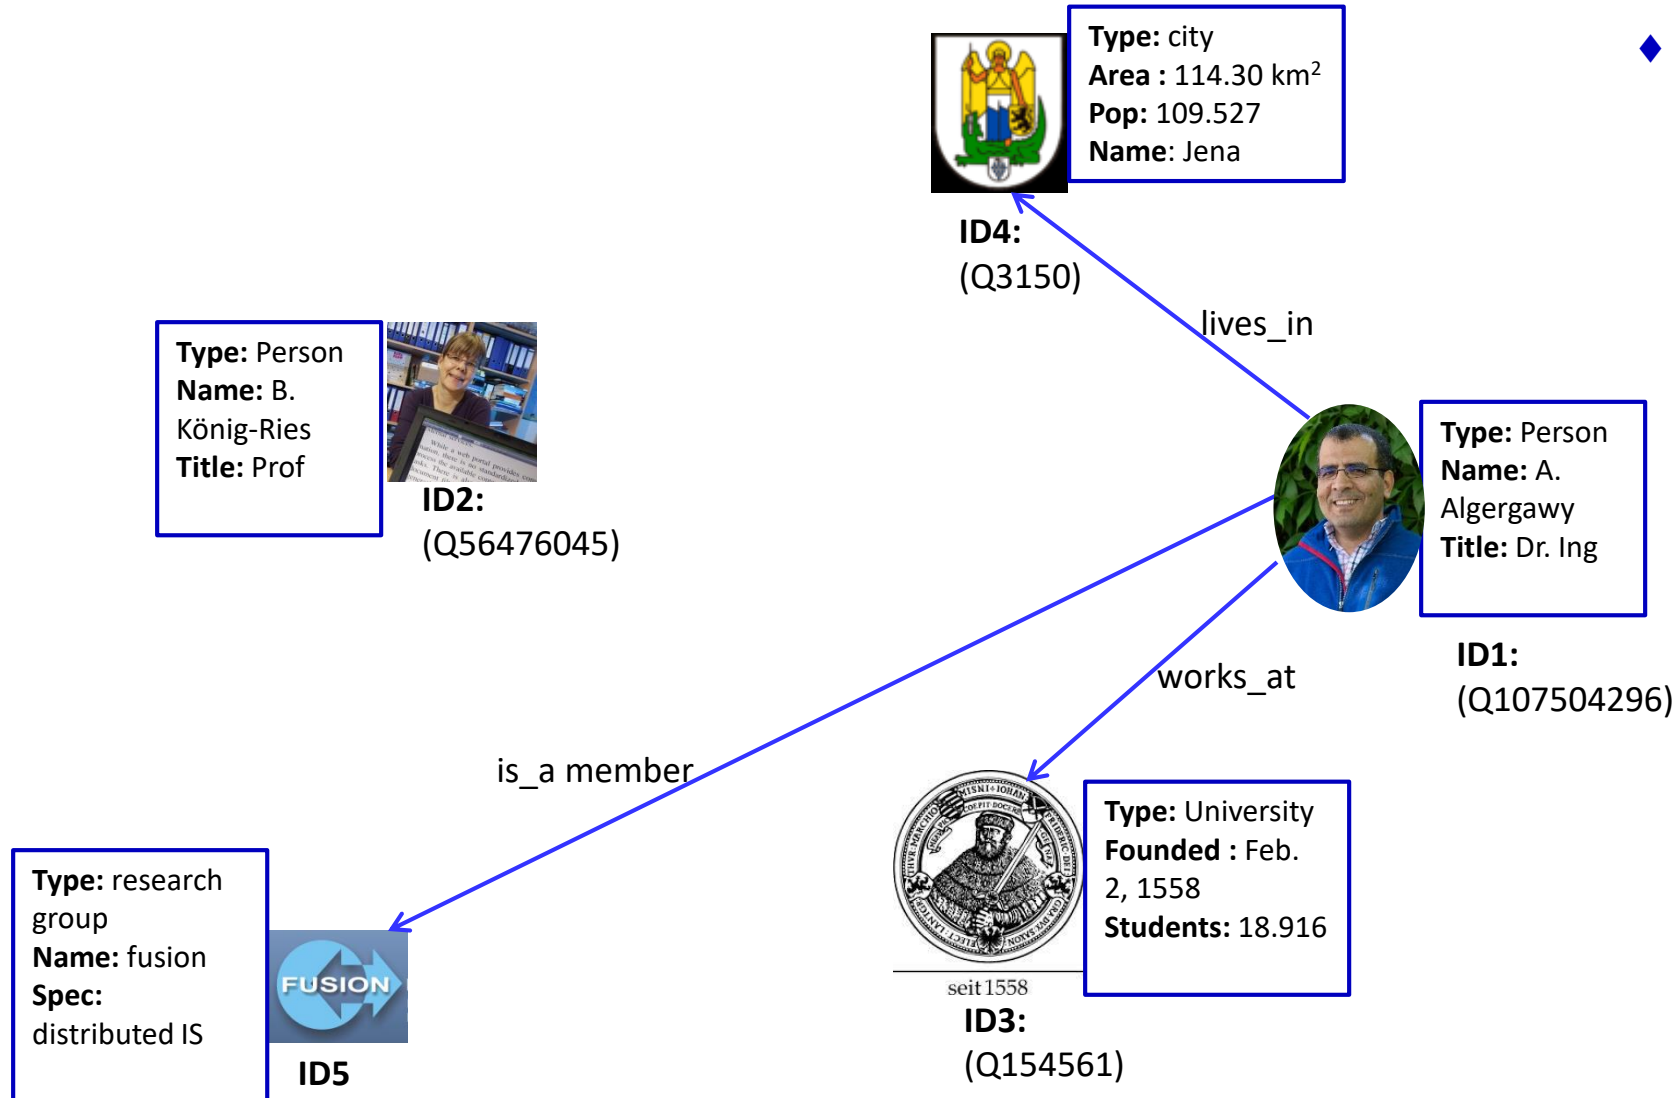 Type: city
Area : 114.30 km²
Pop: 109.527
Name: Jena
ID4:
(Q3150)
lives_in
Type: Person
Name: B.
König-Ries
Title: Prof
ID2:
(Q56476045)
Type: Person
Name: A.
Algergawy
Title: Dr. Ing
ID1:
(Q107504296)
works_at
is_a member
Type: University
Founded : Feb.
2, 1558
Students: 18.916
seit 1558
ID3:
(Q154561)
Type: research
group
Name: fusion
Spec:
distributed IS
FUSION
ID5